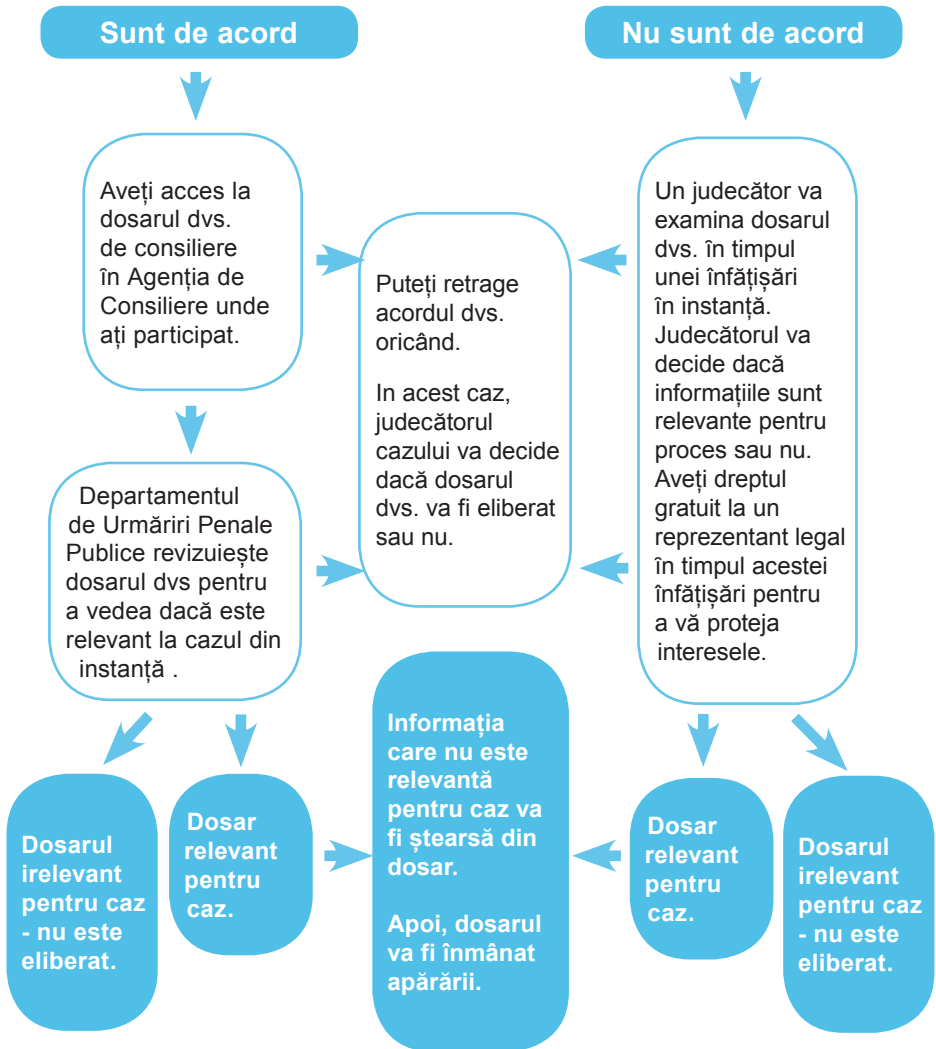 Sunt de acord
Nu sunt de acord
Aveți acces la
dosarul dvs.
de consiliere
în Agenția de
Consiliere unde
ați participat.
Puteți retrage
acordul dvs.
oricând.
In acest caz,
judecătorul
cazului va decide
dacă dosarul
dvs. va fi eliberat
sau nu.
Un judecător va
examina dosarul
dvs. în timpul
unei înfățișări
în instanță.
Judecătorul va
decide dacă
informațiile sunt
relevante pentru
proces sau nu.
Aveți dreptul
gratuit la un
reprezentant legal
în timpul acestei
înfățișări pentru
a vă proteja
interesele.
Departamentul
de Urmăriri Penale
Publice revizuiește
dosarul dvs pentru
a vedea dacă este
relevant la cazul din
instanță .
Dosarul
irelevant
pentru caz
- nu este
eliberat.
Dosar
relevant
pentru
caz.
Informația
care nu este
relevantă
pentru caz va
fi ștearsă din
dosar.
Apoi, dosarul
va fi înmânat
apărării.
Dosar
relevant
pentru
caz.
Dosarul
irelevant
pentru caz
- nu este
eliberat.